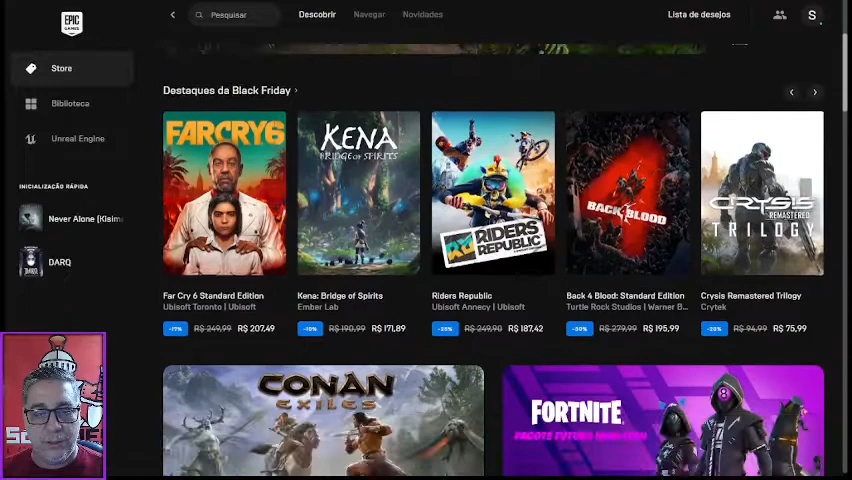 EPIC
GAMES
Pesquisar
Descobrir
Navegar
Novidades
Lista de desejos
S
Store
Biblioteca
Unreal Engine
INICIALIZAÇÃO RÁPIDA
Never Alone (Kisima
DARQ
Destaques da Black Friday
FARCRY6
KENA
BRIDGE OF SPIRITS
RIDERS
REPUBLIC
BACK 4 BLOOD
CRYSIS
REMASTERED
TRILOGY
Far Cry 6 Standard Edition
Ubisoft Toronto | Ubisoft
-17% R$ 249,99 R$ 207,49
Kena: Bridge of Spirits
Ember Lab
-10% R$ 190,99 R$ 171,89
Riders Republic
Ubisoft Annecy | Ubisoft
-25% R$ 249,90 R$ 187,42
Back 4 Blood: Standard Edition
Turtle Rock Studios | Warner B...
-30% R$ 279,99 R$ 195,99
Crysis Remastered Trilogy
Crytek
-20% R$ 94,99 R$ 75,99
CONAN
EXILES
FORTNITE